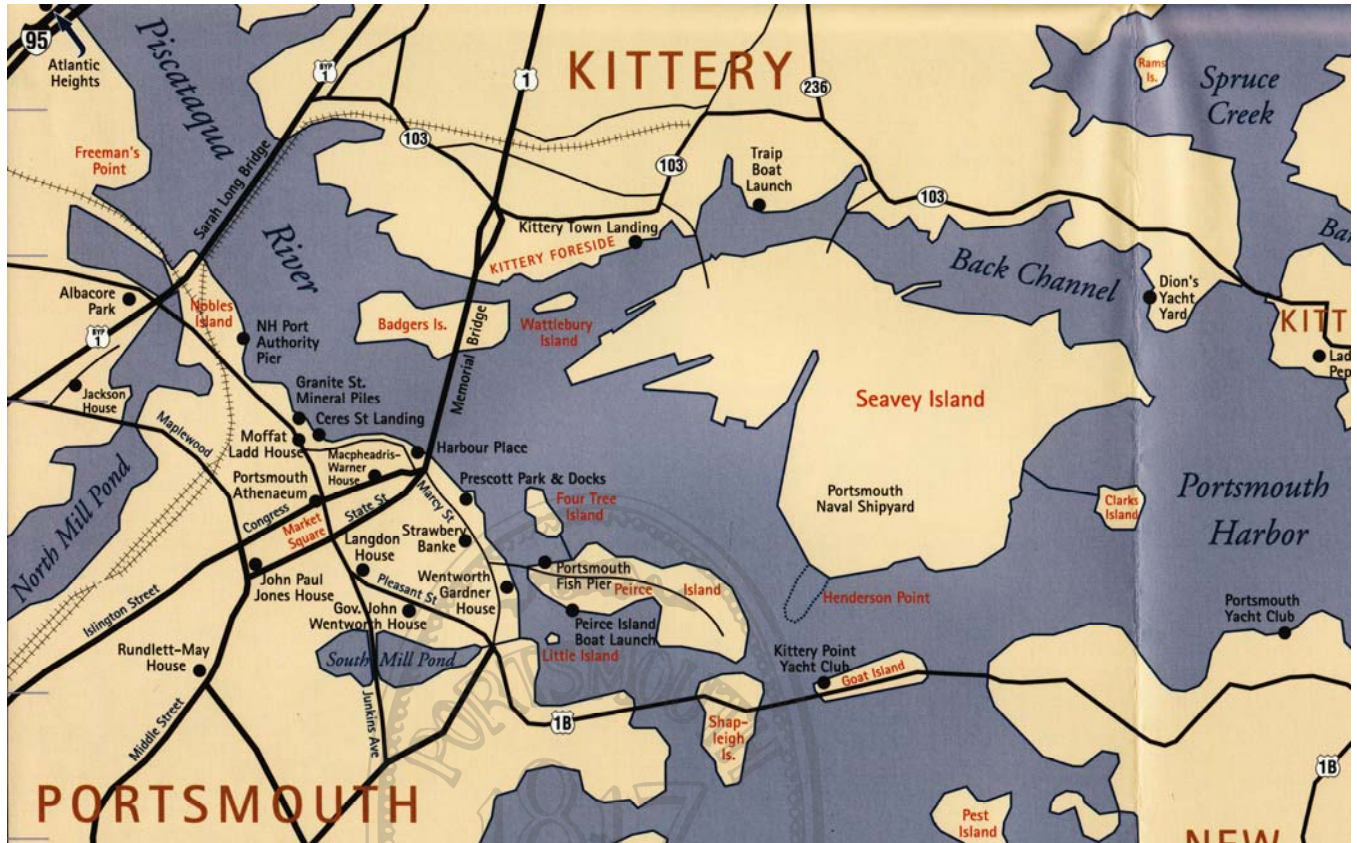 95
Atlantic
Heights
Piscataqua
River
BYP
1
1
KITTERY
236
Rams
Is.
Spruce
Creek
Freeman's
Point
103
Sarah Long Bridge
103
Traip
Boat
Launch
103
Kittery Town Landing
KITTERY FORESIDE
Back Channel
Albacore
Park
Nobles
Island
NH Port
Authority
Pier
Badgers Is.
Memorial Bridge
Wattlebury
Island
Dion's
Yacht
Yard
KITT
BYP
1
Jackson
House
Granite St.
Mineral Piles
Ceres St Landing
Seavey Island
Maplewood
Moffat
Ladd House
Macpheadris-
Warner
House
Harbour Place
Portsmouth
Athenaeum
Marcy St
Prescott Park & Docks
North Mill Pond
Congress
State St
Market
Square
Four Tree
Island
Portsmouth
Naval Shipyard
Clarks
Island
Portsmouth
Harbor
Langdon
House
Strawbery
Banke
Portsmouth
Fish Pier
Islington Street
John Paul
Jones House
Pleasant St
Wentworth
Gardner
House
Peirce Island
Henderson Point
Gov. John
Wentworth House
Peirce Island
Boat Launch
Little Island
Portsmouth
Yacht Club
Rundlett-May
House
South Mill Pond
Kittery Point
Yacht Club
Goat Island
Middle Street
Junkins Ave
1B
Shap-
leigh
Is.
1B
PORTSMOUTH
PORTSMOUTH
1817
Pest
Island
NEW